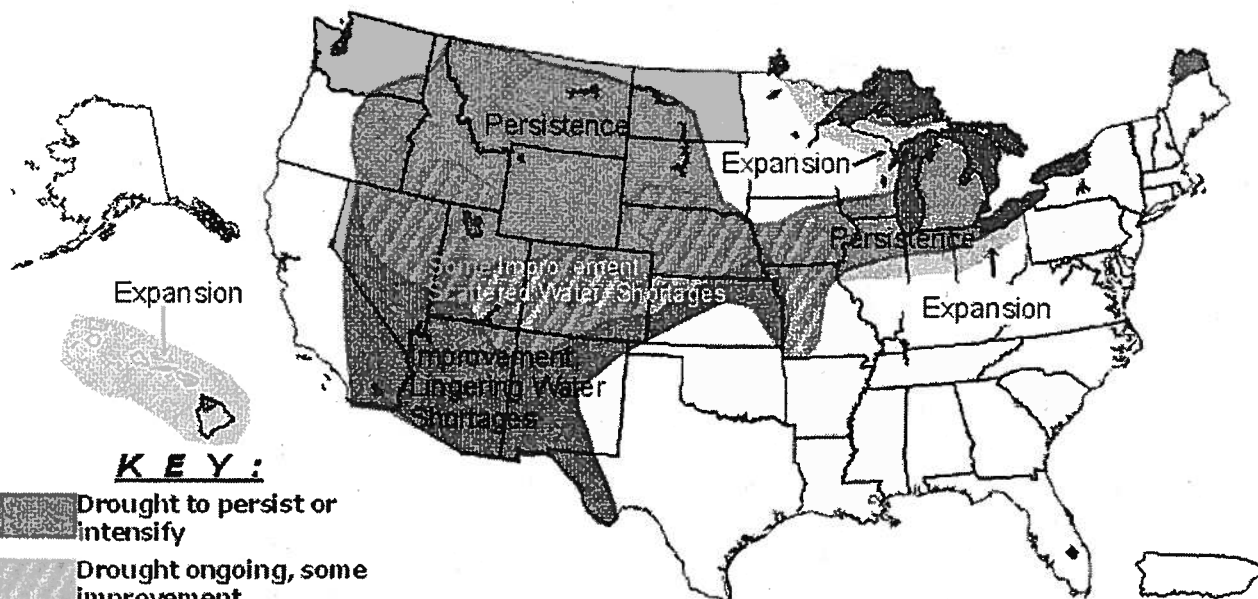 Persistence
Expansion
Persistence
Some Improvement
Water Shortages
Expansion
Expansion
Improvement,
Lingering Water
Shortages
K E Y :
Drought to persist or
intensify
Drought ongoing, some
improvement